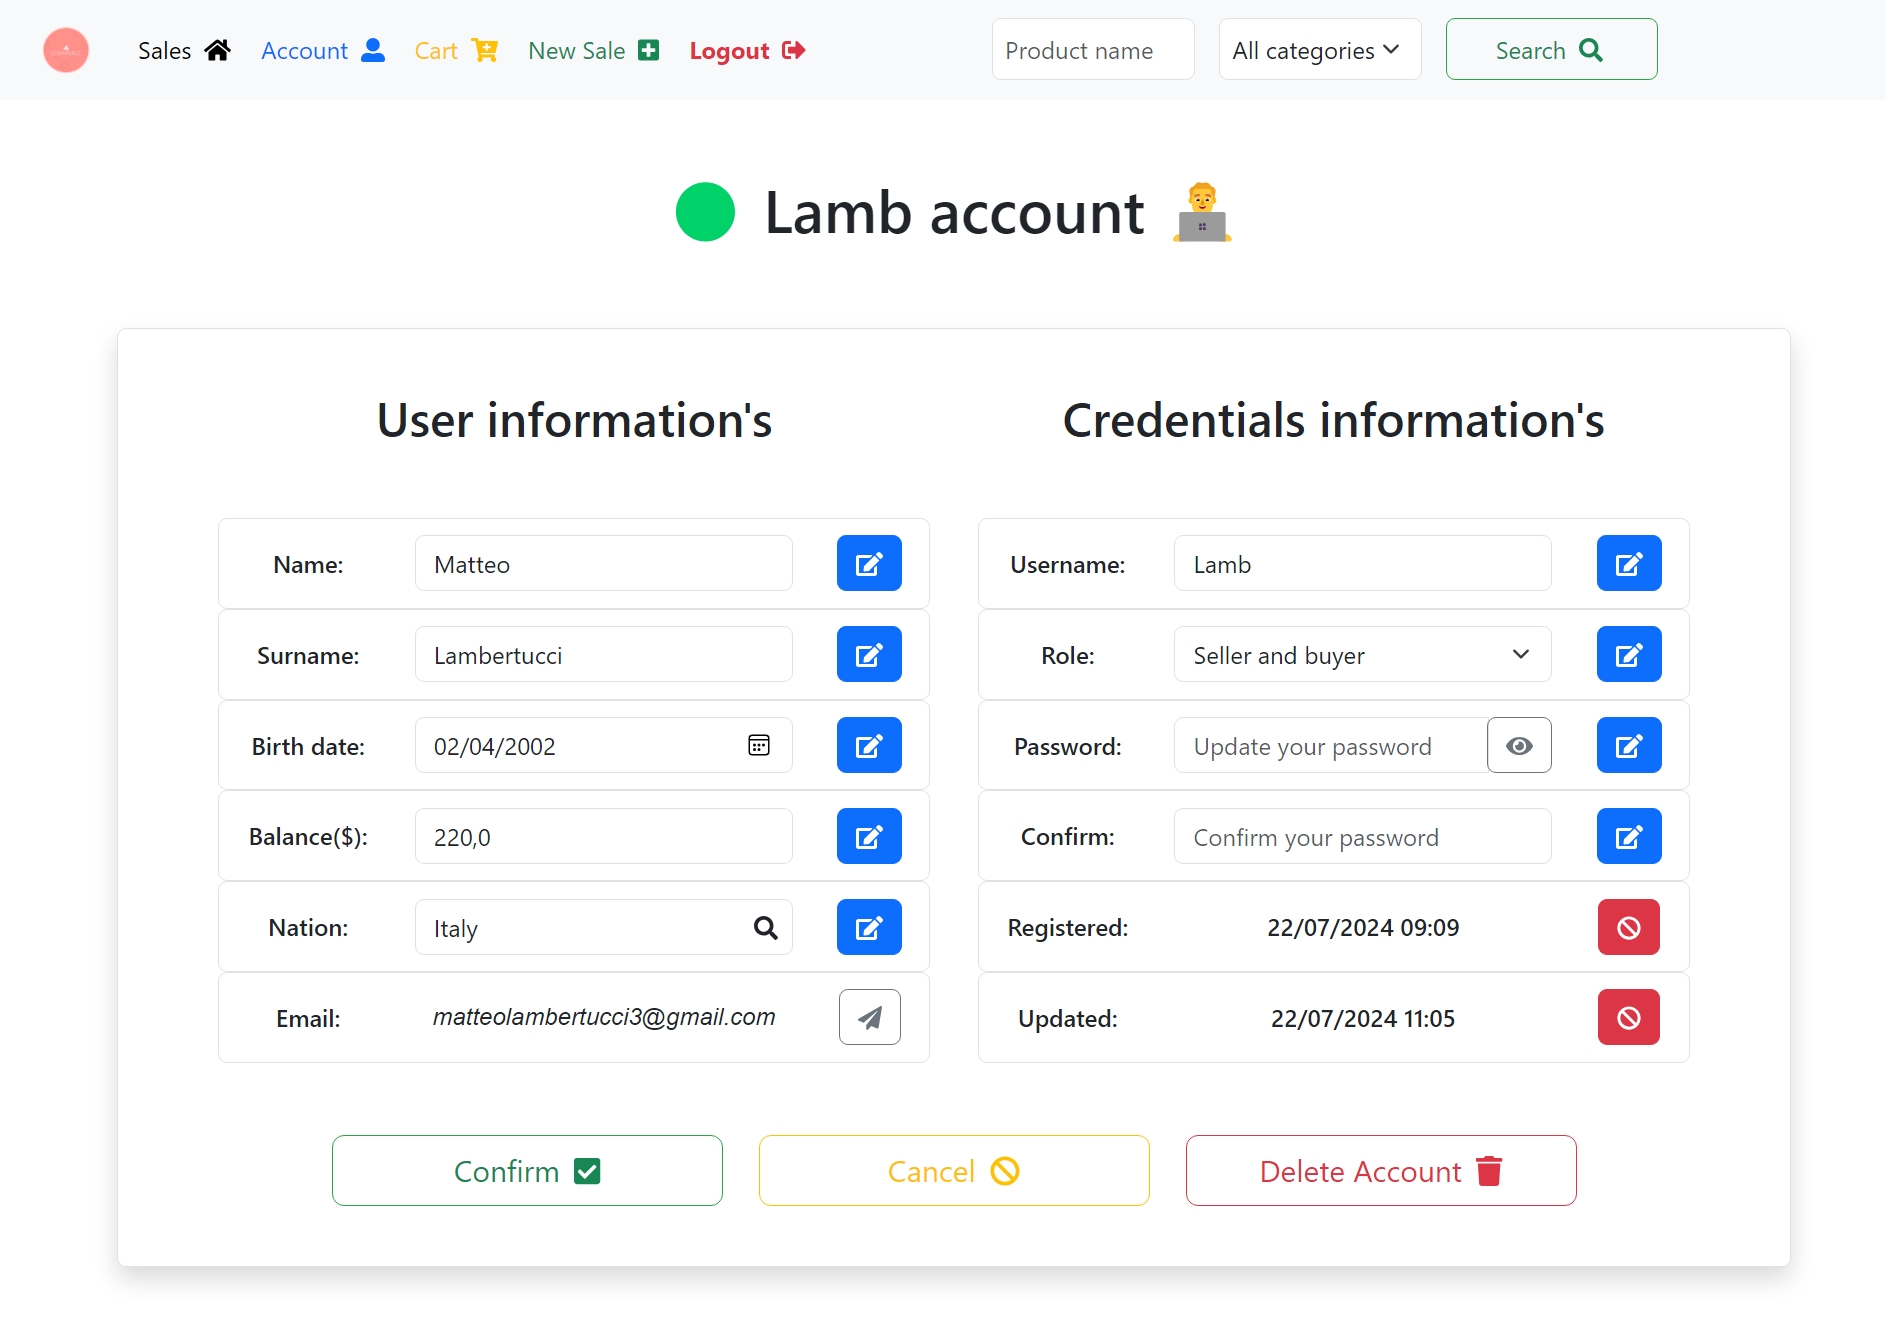 Sales Account Cart New Sale Logout Product name All categories Search
Lamb account
User information's
Credentials information's
Name: Matteo
Surname: Lambertucci
Birth date: 02/04/2002
Balance($): 220,0
Nation: Italy
Email: matteolambertucci3@gmail.com
Username: Lamb
Role: Seller and buyer
Password: Update your password
Confirm: Confirm your password
Registered: 22/07/2024 09:09
Updated: 22/07/2024 11:05
Confirm Cancel Delete Account